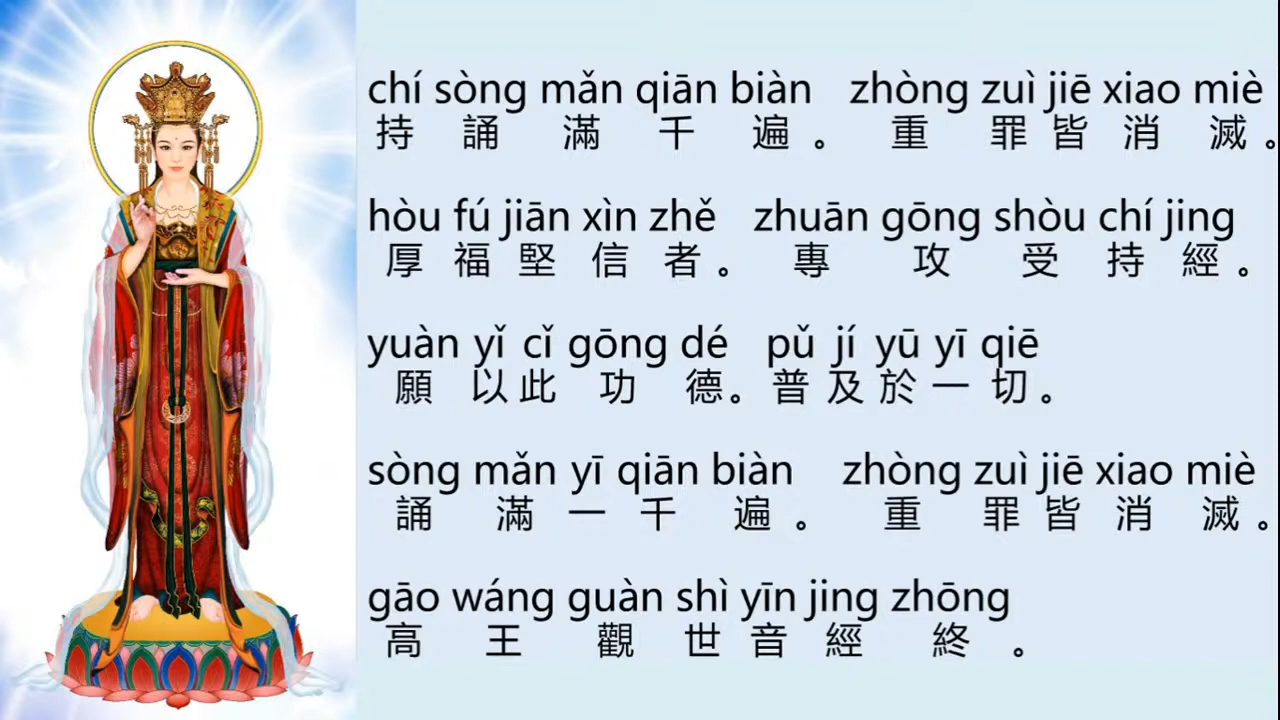 chí sòng mǎn qiān biàn zhòng zuì jiē xiao miè
持誦滿千遍。重罪皆消滅。
hòu fú jiān xìn zhě zhuān gōng shòu chí jing
厚福堅信者。專攻受持經。
yuàn yǐ cǐ gōng dé pǔ jí yū yī qiē
願以此功德。普及於一切。
sòng mǎn yī qiān biàn zhòng zuì jiē xiao miè
誦滿一千遍。重罪皆消滅。
gāo wáng guàn shì yīn jing zhōng
高王觀世音經終。